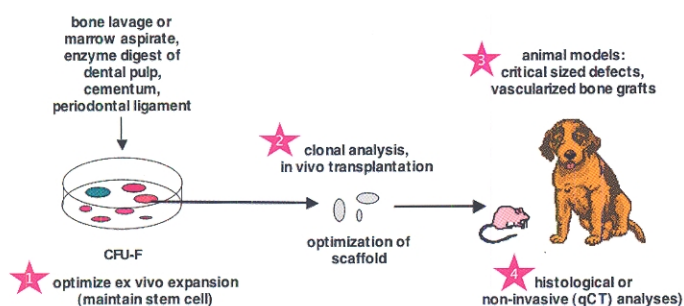 bone lavage or
marrow aspirate,
enzyme digest of
dental pulp,
cementum,
periodontal ligament
CFU-F
1 optimize ex vivo expansion
(maintain stem cell)
2 clonal analysis,
in vivo transplantation
optimization of
scaffold
3 animal models:
critical sized defects,
vascularized bone grafts
4 histological or
non-invasive (qCT) analyses)